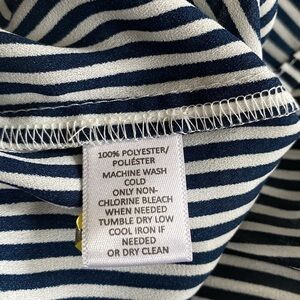 100% POLYESTER/
POLIÉSTER
MACHINE WASH
COLD
ONLY NON-
CHLORINE BLEACH
WHEN NEEDED
TUMBLE DRY LOW
COOL IRON IF
NEEDED
OR DRY CLEAN